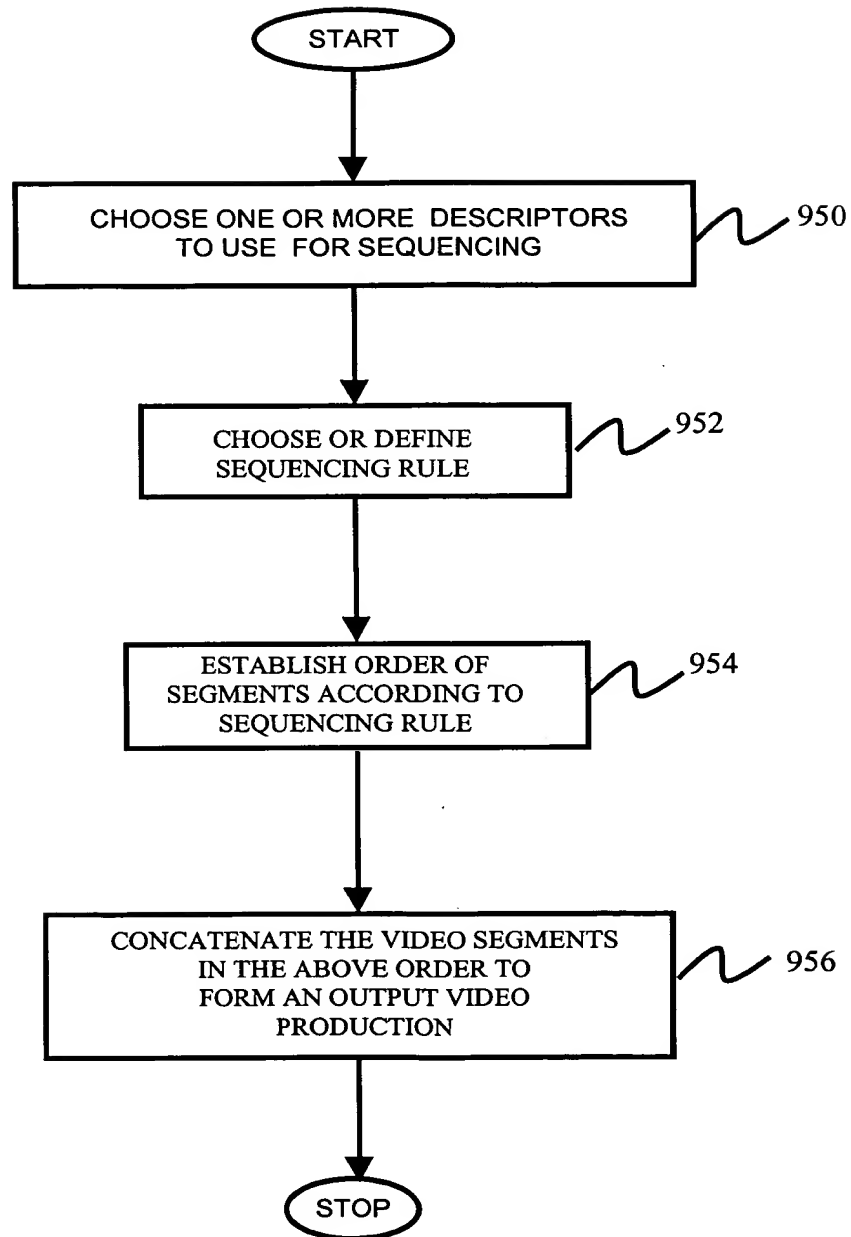 START
CHOOSE ONE OR MORE DESCRIPTORS
TO USE FOR SEQUENCING
950
CHOOSE OR DEFINE
SEQUENCING RULE
952
ESTABLISH ORDER OF
SEGMENTS ACCORDING TO
SEQUENCING RULE
954
CONCATENATE THE VIDEO SEGMENTS
IN THE ABOVE ORDER TO
FORM AN OUTPUT VIDEO
PRODUCTION
956
STOP